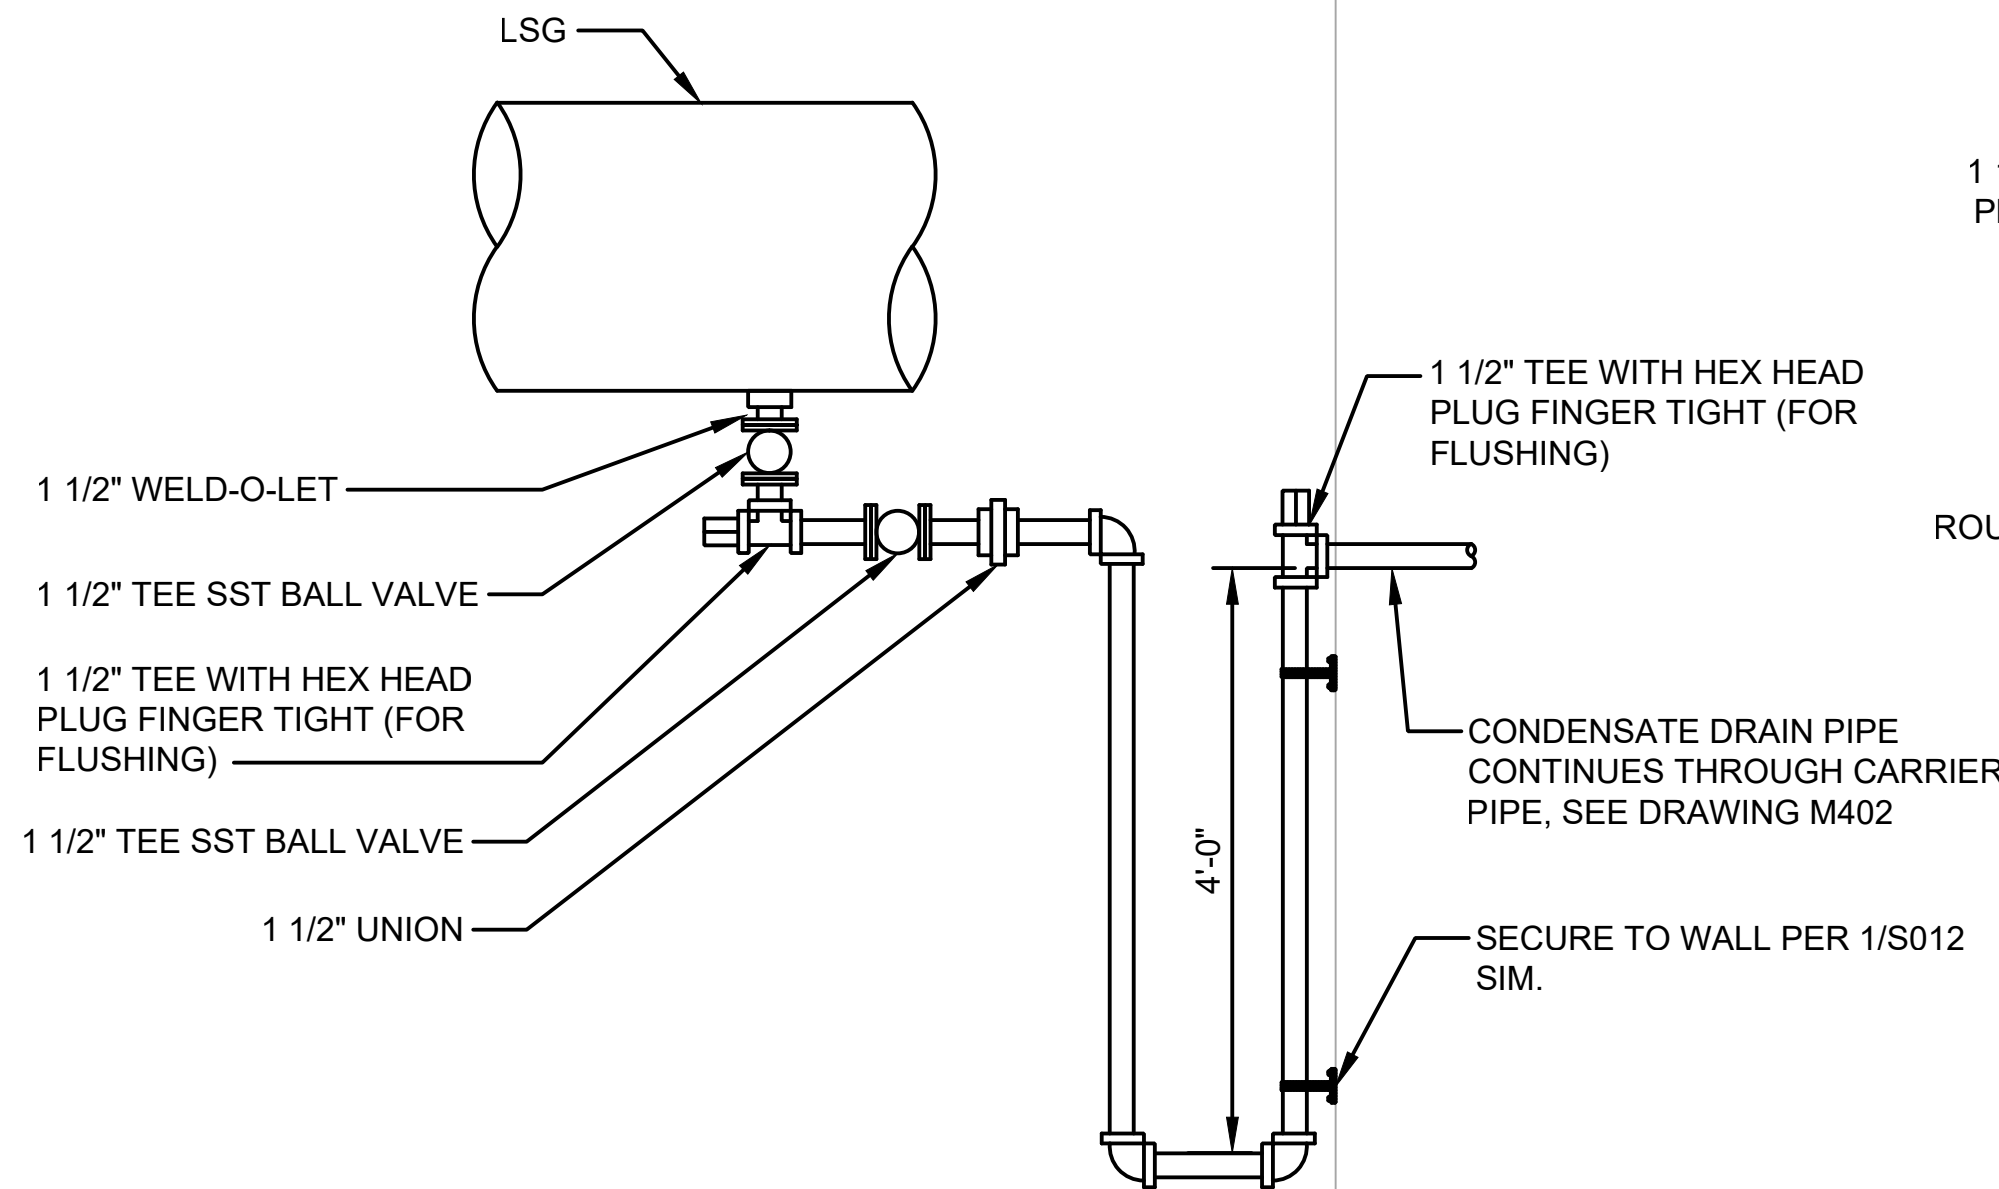 LSG
1 1/2" WELD-O-LET
1 1/2" TEE SST BALL VALVE
1 1/2" TEE WITH HEX HEAD
PLUG FINGER TIGHT (FOR
FLUSHING)
1 1/2" TEE SST BALL VALVE
1 1/2" UNION
4'-0"
1 1/2" TEE WITH HEX HEAD
PLUG FINGER TIGHT (FOR
FLUSHING)
CONDENSATE DRAIN PIPE
CONTINUES THROUGH CARRIER
PIPE, SEE DRAWING M402
SECURE TO WALL PER 1/S012
SIM.